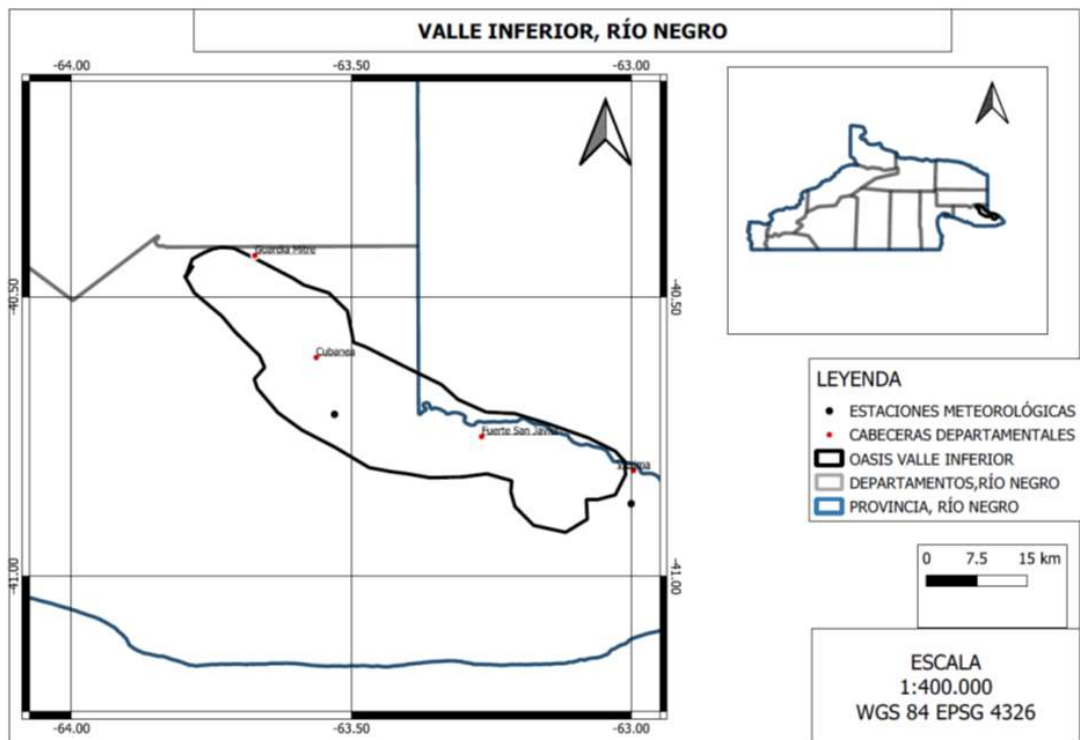 VALLE INFERIOR, RÍO NEGRO
-64.00
-63.50
-63.00
Guardia Mitre
-40.50
-40.50
Cubanea
Fuerte San Javier
-41.00
-41.00
-64.00
-63.50
-63.00
LEYENDA
ESTACIONES METEOROLÓGICAS
CABECERAS DEPARTAMENTALES
OASIS VALLE INFERIOR
DEPARTAMENTOS,RÍO NEGRO
PROVINCIA, RÍO NEGRO
0 7.5 15 km
ESCALA
1:400.000
WGS 84 EPSG 4326